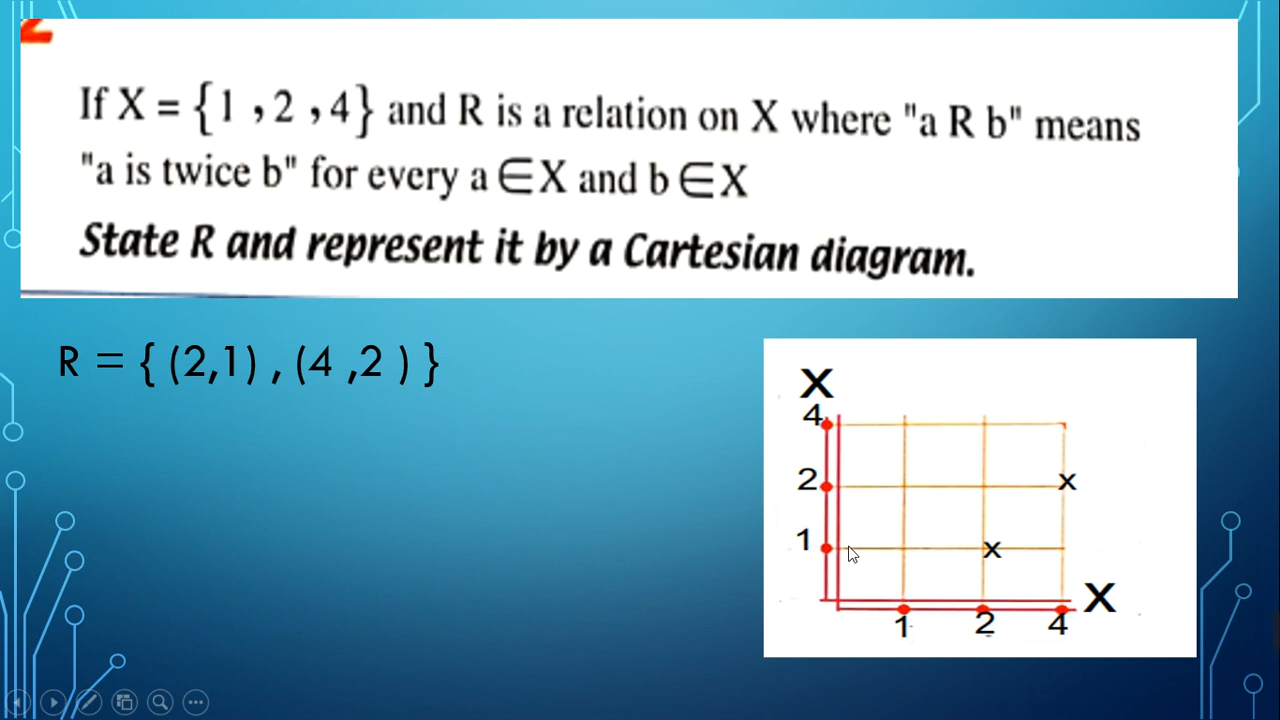 If X = {1 , 2 , 4} and R is a relation on X where "a R b" means
"a is twice b" for every a ∈ X and b ∈ X
State R and represent it by a Cartesian diagram.
R = { (2,1) , (4 ,2 ) }
X
4
2 x
1 x
X
1 2 4